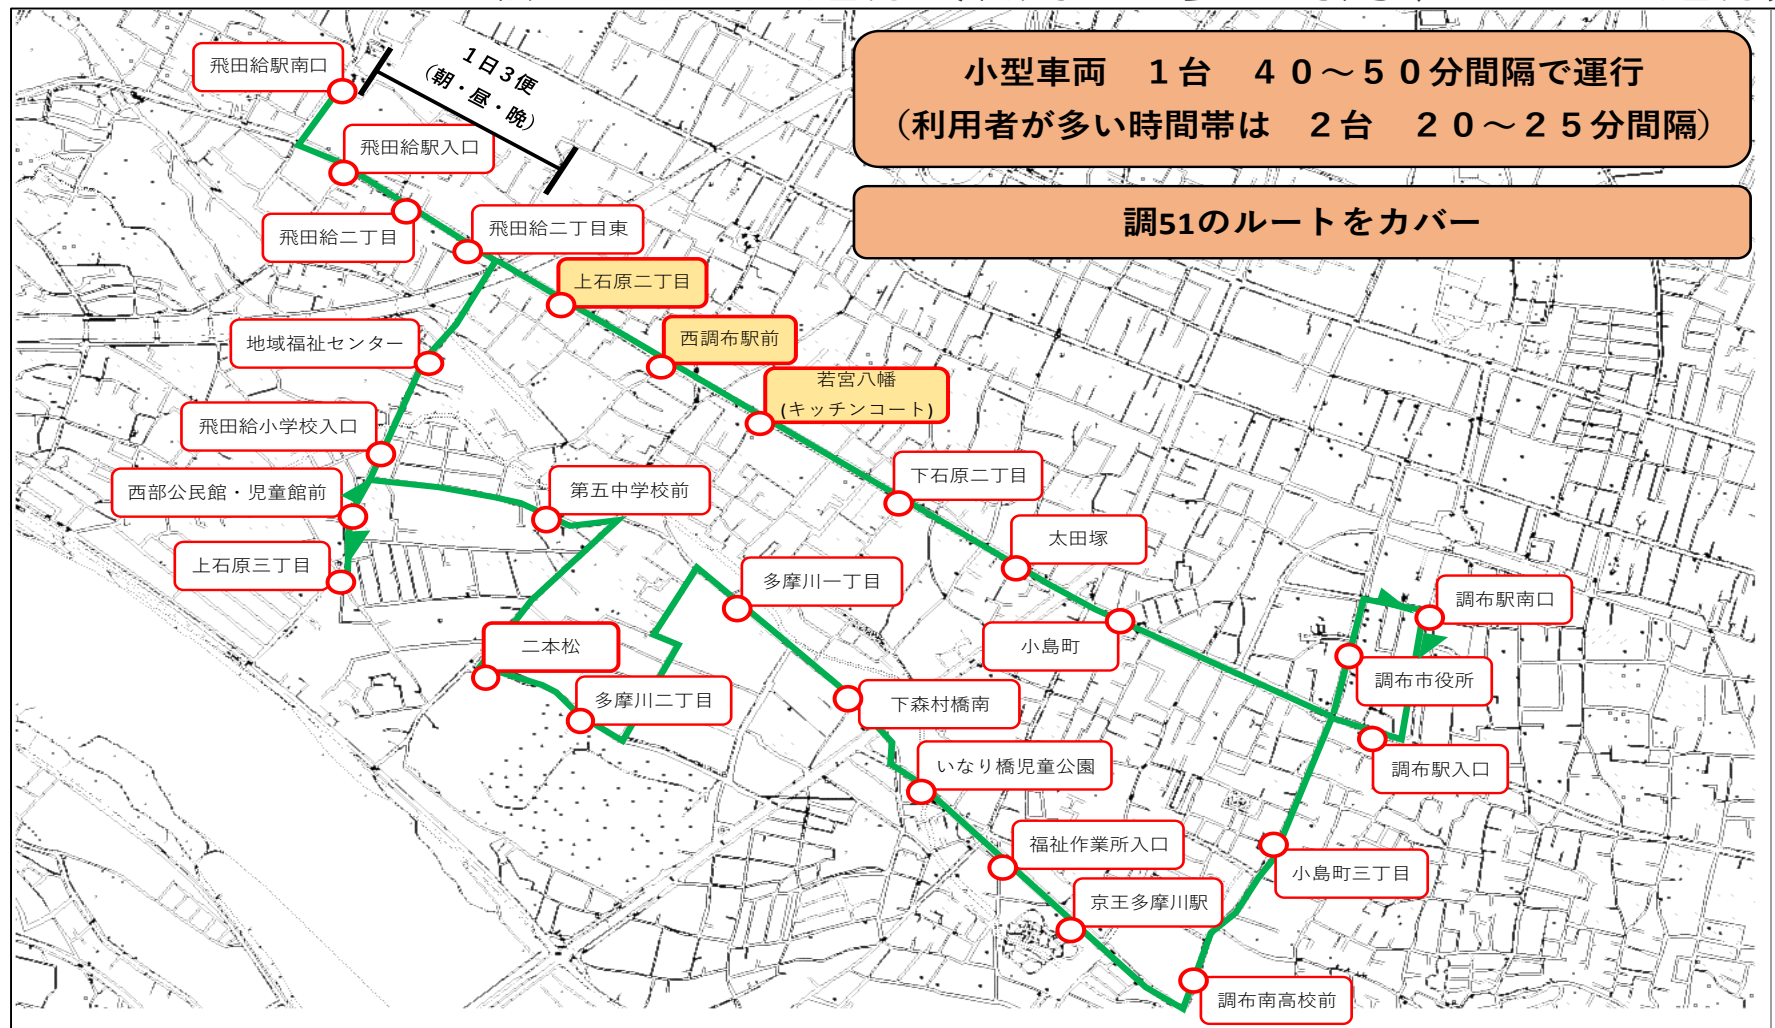 小型車両　１台　４０～５０分間隔で運行
（利用者が多い時間帯は　２台　２０～２５分間隔）
調51のルートをカバー
１日３便
（朝・昼・晩）
飛田給駅南口
飛田給駅入口
飛田給二丁目
飛田給二丁目東
上石原二丁目
西調布駅前
若宮八幡
(キッチンコート)
地域福祉センター
飛田給小学校入口
西部公民館・児童館前
上石原三丁目
第五中学校前
下石原二丁目
太田塚
小島町
多摩川一丁目
二本松
多摩川二丁目
下森村橋南
いなり橋児童公園
福祉作業所入口
京王多摩川駅
調布南高校前
小島町三丁目
調布駅南口
調布市役所
調布駅入口